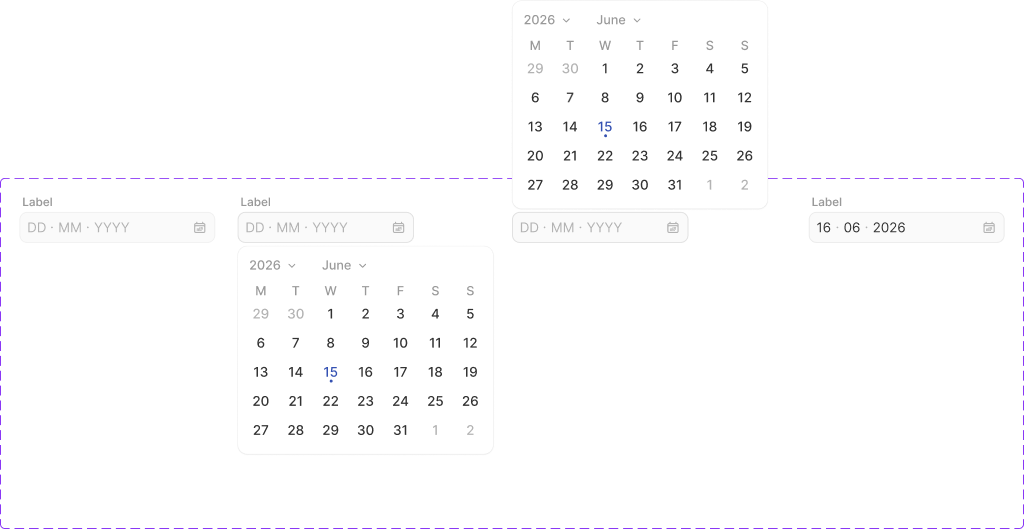 2026 June
M T W T F S S
29 30 1 2 3 4 5
6 7 8 9 10 11 12
13 14 15 16 17 18 19
20 21 22 23 24 25 26
27 28 29 30 31 1 2
Label Label Label
DD · MM · YYYY DD · MM · YYYY DD · MM · YYYY 16 · 06 · 2026
2026 June
M T W T F S S
29 30 1 2 3 4 5
6 7 8 9 10 11 12
13 14 15 16 17 18 19
20 21 22 23 24 25 26
27 28 29 30 31 1 2